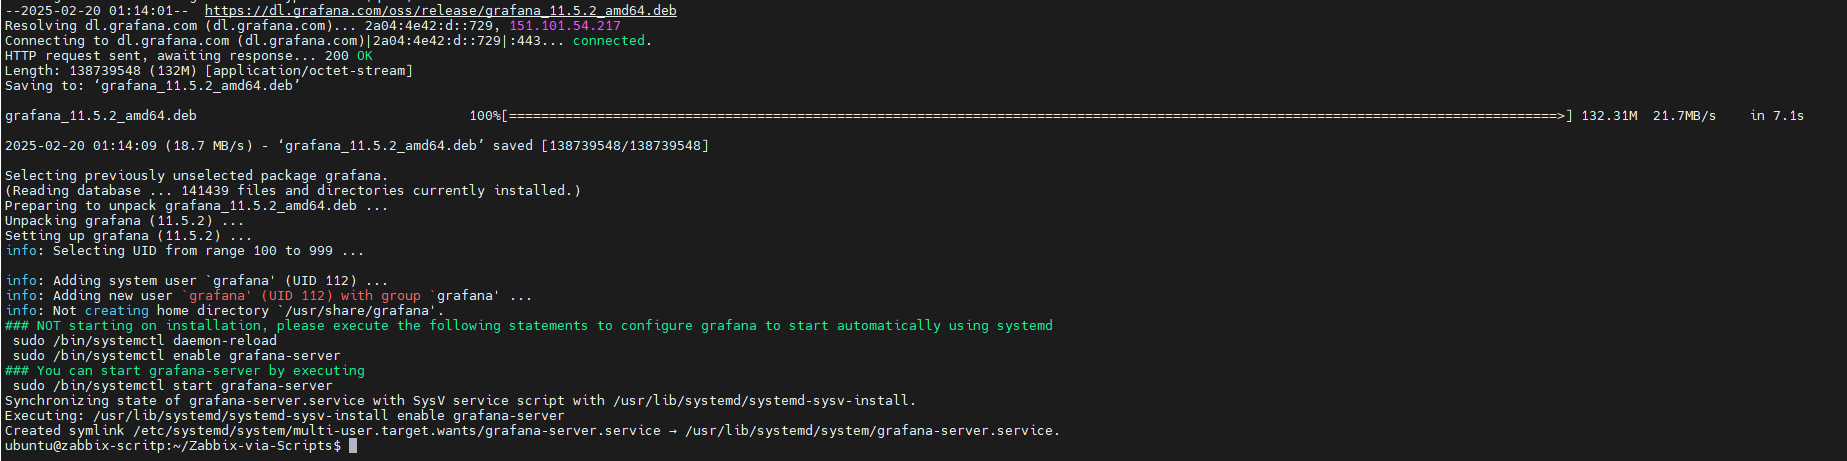 --2025-02-20 01:14:01--  https://dl.grafana.com/oss/release/grafana_11.5.2_amd64.deb
Resolving dl.grafana.com (dl.grafana.com)... 2a04:4e42:d::729, 151.101.54.217
Connecting to dl.grafana.com (dl.grafana.com)|2a04:4e42:d::729|:443... connected.
HTTP request sent, awaiting response... 200 OK
Length: 138739548 (132M) [application/octet-stream]
Saving to: ‘grafana_11.5.2_amd64.deb’
grafana_11.5.2_amd64.deb 100%[===================================================================================================================================>] 132.31M  21.7MB/s    in 7.1s
2025-02-20 01:14:09 (18.7 MB/s) - ‘grafana_11.5.2_amd64.deb’ saved [138739548/138739548]
Selecting previously unselected package grafana.
(Reading database ... 141439 files and directories currently installed.)
Preparing to unpack grafana_11.5.2_amd64.deb ...
Unpacking grafana (11.5.2) ...
Setting up grafana (11.5.2) ...
info: Selecting UID from range 100 to 999 ...
info: Adding system user `grafana' (UID 112) ...
info: Adding new user `grafana' (UID 112) with group `grafana' ...
info: Not creating home directory `/usr/share/grafana'.
### NOT starting on installation, please execute the following statements to configure grafana to start automatically using systemd
 sudo /bin/systemctl daemon-reload
 sudo /bin/systemctl enable grafana-server
### You can start grafana-server by executing
 sudo /bin/systemctl start grafana-server
Synchronizing state of grafana-server.service with SysV service script with /usr/lib/systemd/systemd-sysv-install.
Executing: /usr/lib/systemd/systemd-sysv-install enable grafana-server
Created symlink /etc/systemd/system/multi-user.target.wants/grafana-server.service → /usr/lib/systemd/system/grafana-server.service.
ubuntu@zabbix-scritp:~/Zabbix-via-Scripts$